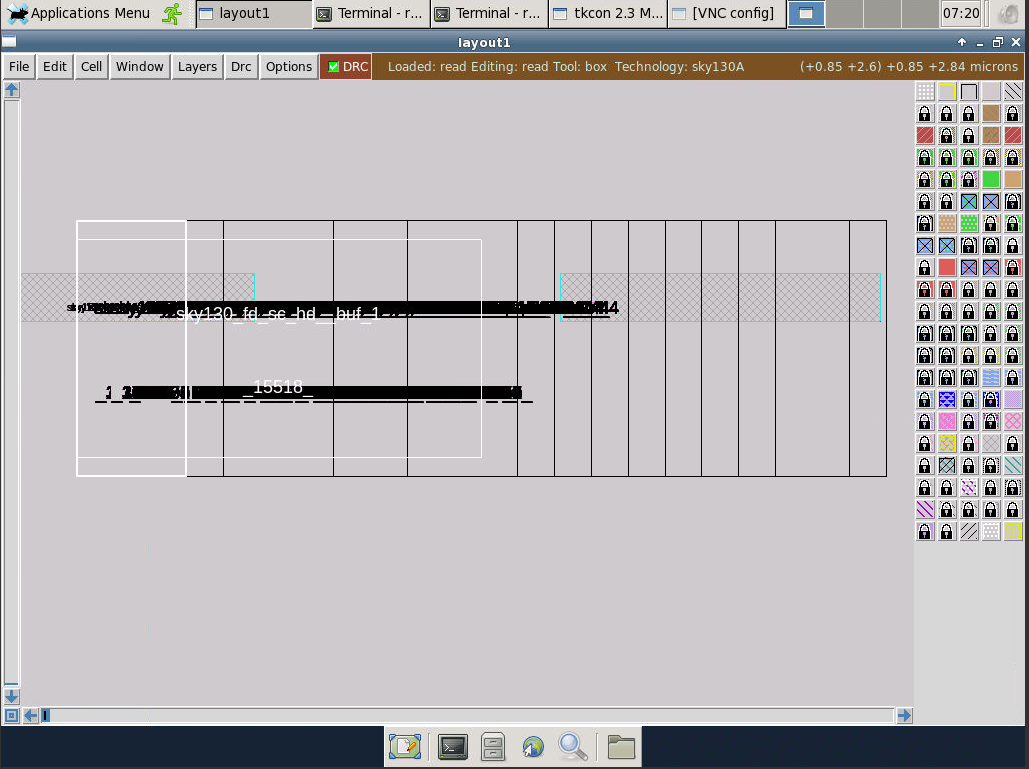 Applications Menu layout1 Terminal - r... Terminal - r... tkcon 2.3 M... [VNC config] 07:20
layout1
File Edit Cell Window Layers Drc Options DRC Loaded: read Editing: read Tool: box Technology: sky130A (+0.85 +2.6) +0.85 +2.84 microns
sky130_fd_sc_hd__buf_1
_15518_